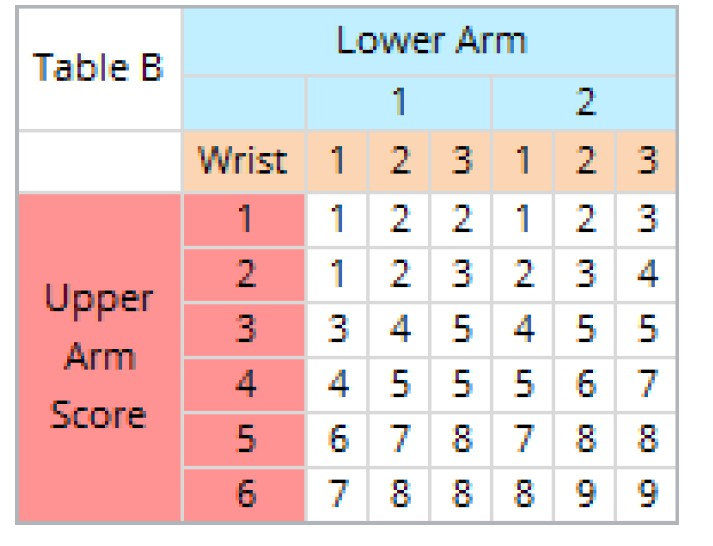 Table B
Lower Arm
1 2
Wrist 1 2 3 1 2 3
Upper
Arm
Score
1 1 2 2 1 2 3
2 1 2 3 2 3 4
3 3 4 5 4 5 5
4 4 5 5 5 6 7
5 6 7 8 7 8 8
6 7 8 8 8 9 9